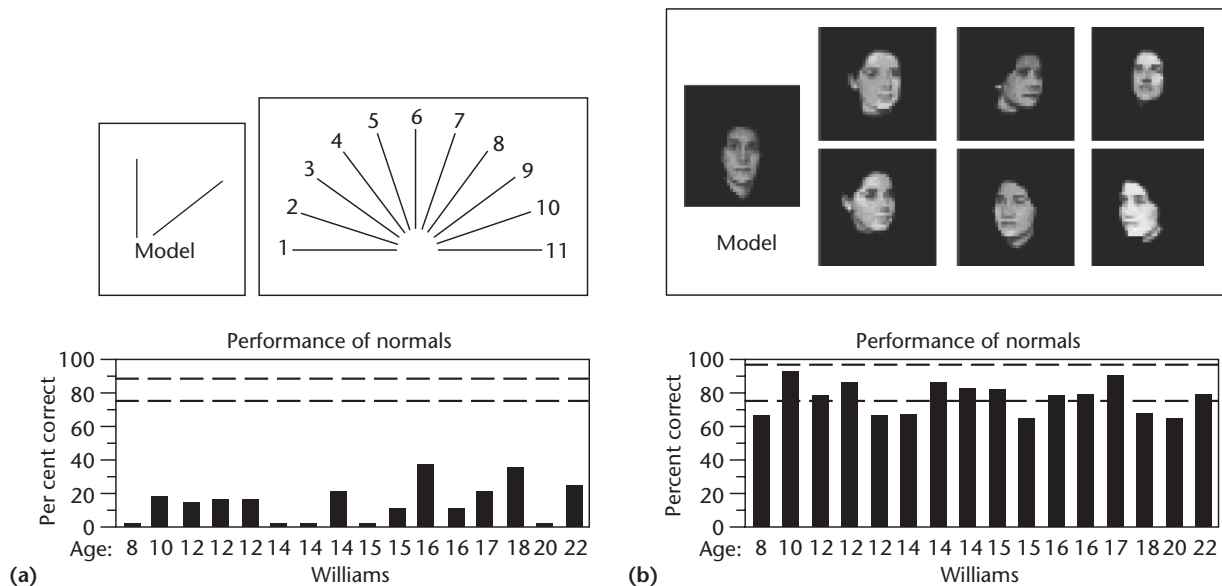 1
2
3
4
5
6
7
8
9
10
11
Model
Performance of normals
Per cent correct
100
80
60
40
20
0
Age: 8 10 12 12 12 14 14 14 15 15 16 16 17 18 20 22
Williams
(a)
Model
Performance of normals
Percent correct
100
80
60
40
20
0
Age: 8 10 12 12 12 14 14 14 15 15 16 16 17 18 20 22
Williams
(b)